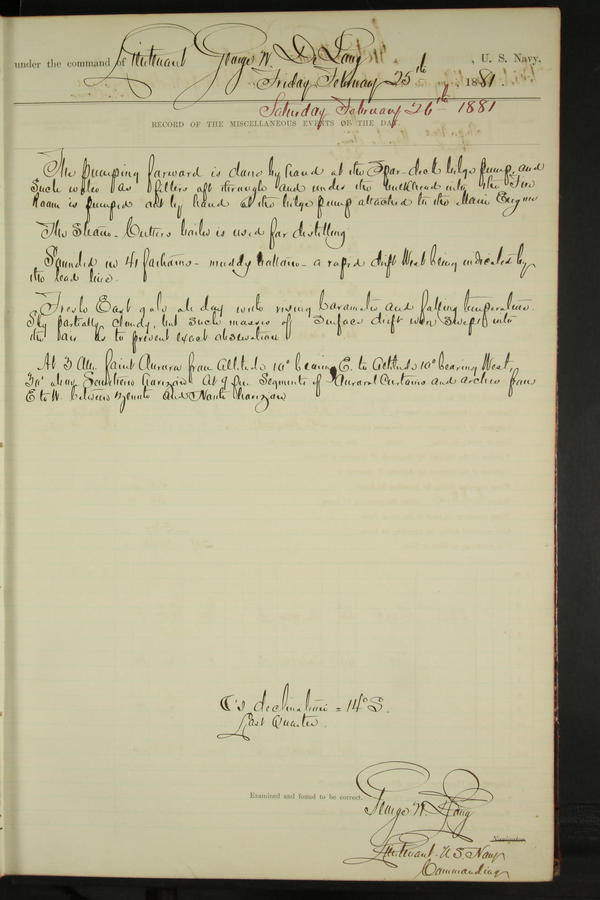 under the command of Lieutenant George W. De Long, U. S. Navy,
Friday, February 25th, 1881.
Saturday February 26th 1881
RECORD OF THE MISCELLANEOUS EVENTS OF THE DAY.
The pumping forward is done by hand at the Spar-deck bilge pump, and
Such water as filters aft through and under the bulkhead into the Fire
Room is pumped out by hand at the bilge pump attached to the Main Engine
The Steam-Cutters boiler is used for distilling
Sounded in 41 fathoms - muddy bottom - a rapid drift West being indicated by
the lead line.
Fresh East gale all day with rising barometer and falling temperature.
Sky partially cloudy, but such masses of surface drift were swept into
the air as to prevent exact observation
At 3 A.M. faint Aurora from Altitude 10° bearing E. to Altitude 10° bearing West,
30° above Southern horizon. At 9 P.M. Segments of Auroral Curtains and arches from
E to W. between zenith and North horizon
☾'s declination = 14° S.
Last Quarter.
Examined and found to be correct.
George W. De Long
Navigator.
Lieutenant U.S. Navy
Commanding